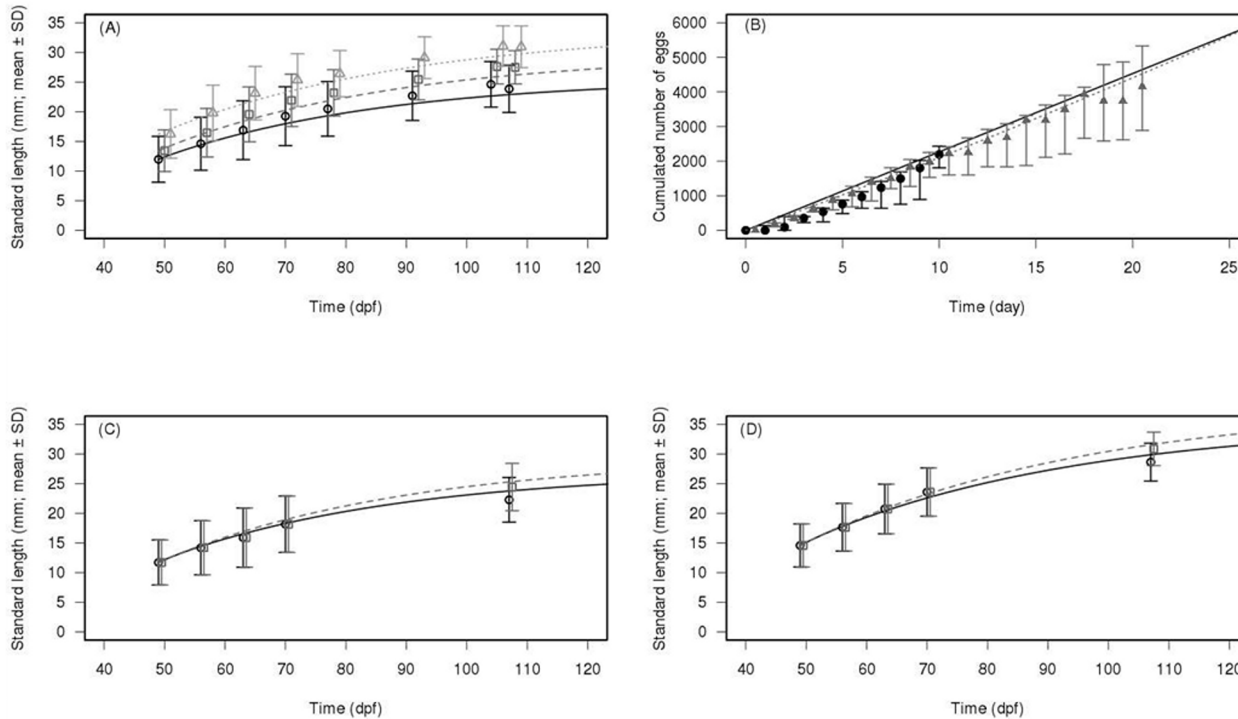 (A)
Standard length (mm; mean ± SD)
35
30
25
20
15
10
5
0
40 50 60 70 80 90 100 110 120
Time (dpf)
(B)
Cumulated number of eggs
6000
5000
4000
3000
2000
1000
0
0 5 10 15 20 25
Time (day)
(C)
Standard length (mm; mean ± SD)
35
30
25
20
15
10
5
0
40 50 60 70 80 90 100 110 120
Time (dpf)
(D)
Standard length (mm; mean ± SD)
35
30
25
20
15
10
5
0
40 50 60 70 80 90 100 110 120
Time (dpf)